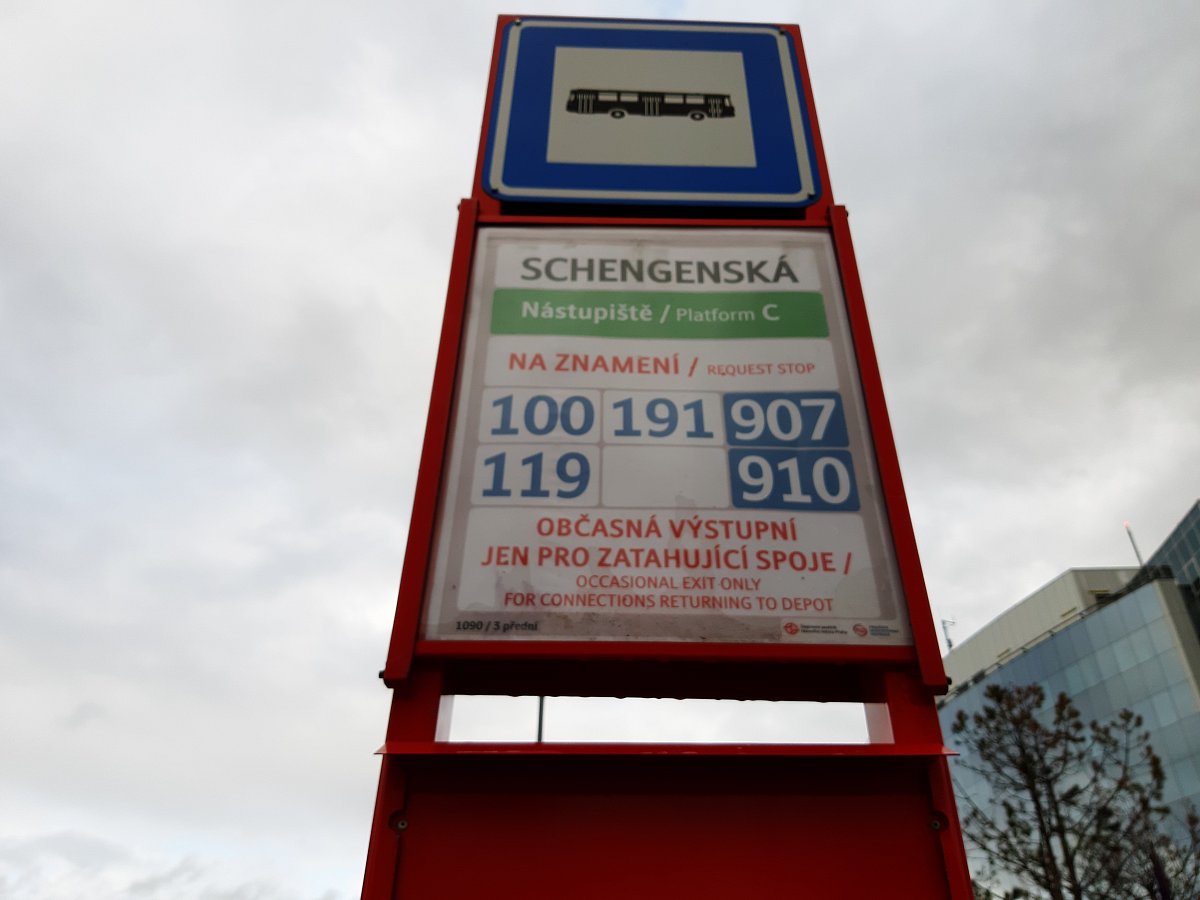 SCHENGENSKÁ
Nástupiště / Platform C
NA ZNAMENÍ / REQUEST STOP
100 191 907
119 910
OBČASNÁ VÝSTUPNÍ
JEN PRO ZATAHUJÍCÍ SPOJE /
OCCASIONAL EXIT ONLY
FOR CONNECTIONS RETURNING TO DEPOT
1090 / 3 přední